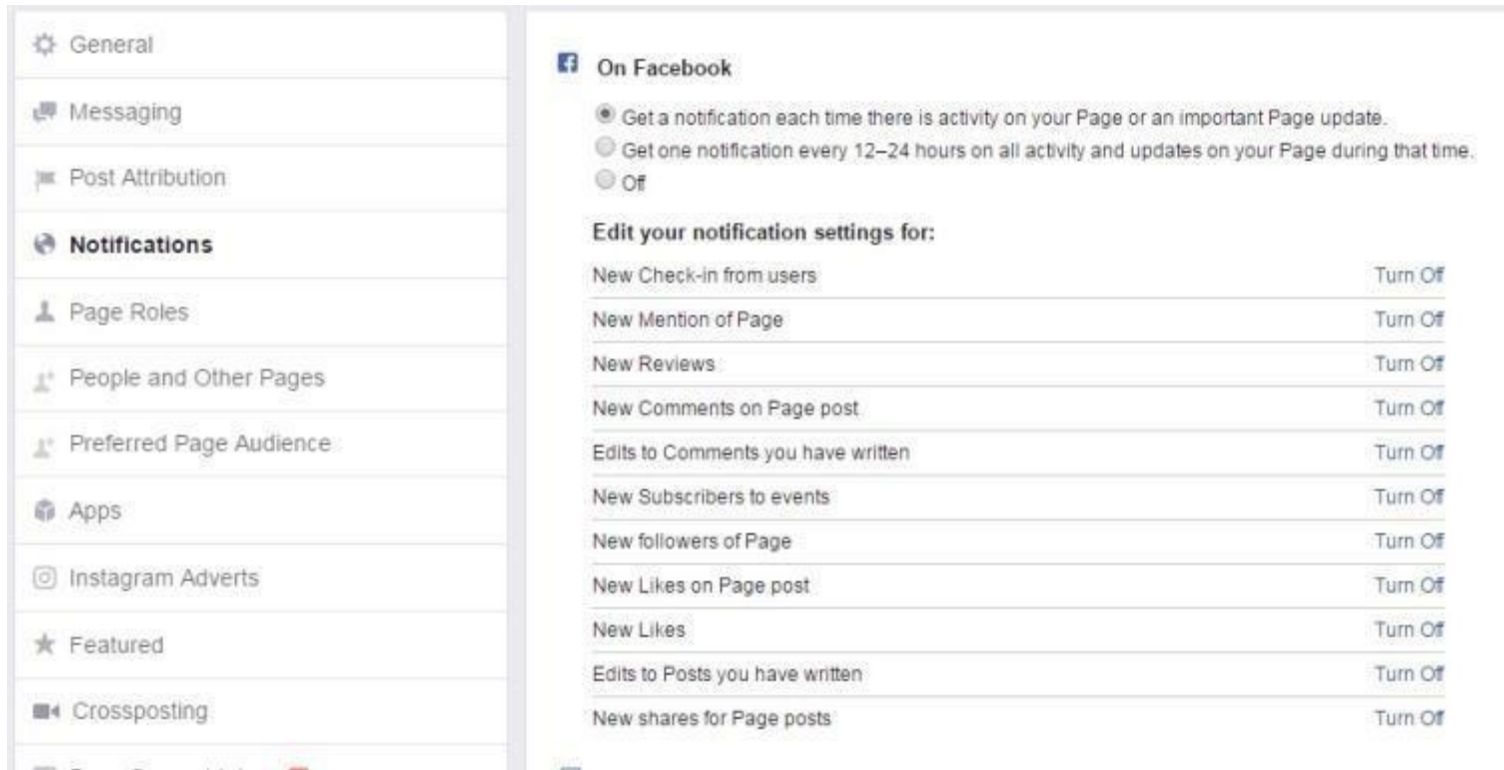 General
Messaging
Post Attribution
Notifications
Page Roles
People and Other Pages
Preferred Page Audience
Apps
Instagram Adverts
Featured
Crossposting
On Facebook
Get a notification each time there is activity on your Page or an important Page update.
Get one notification every 12–24 hours on all activity and updates on your Page during that time.
Off
Edit your notification settings for:
New Check-in from users Turn Off
New Mention of Page Turn Off
New Reviews Turn Off
New Comments on Page post Turn Off
Edits to Comments you have written Turn Off
New Subscribers to events Turn Off
New followers of Page Turn Off
New Likes on Page post Turn Off
New Likes Turn Off
Edits to Posts you have written Turn Off
New shares for Page posts Turn Off